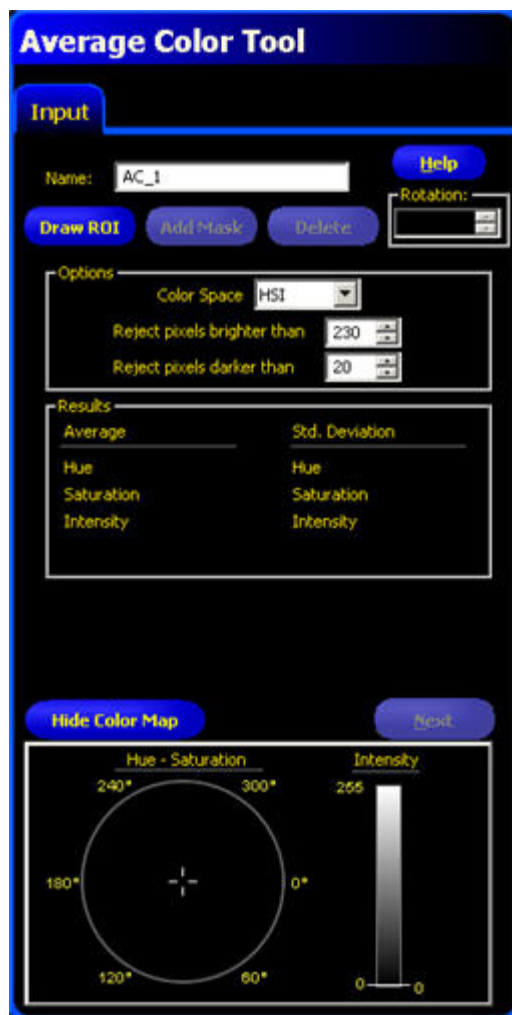 Average Color Tool
Input
Help
Name: AC_1
Rotation:
Draw ROI Add Mask Delete
Options
Color Space HSI
Reject pixels brighter than 230
Reject pixels darker than 20
Results
Average Std. Deviation
Hue Hue
Saturation Saturation
Intensity Intensity
Hide Color Map Next
Hue - Saturation Intensity
240° 300° 255
180° 0°
120° 60° 0 0